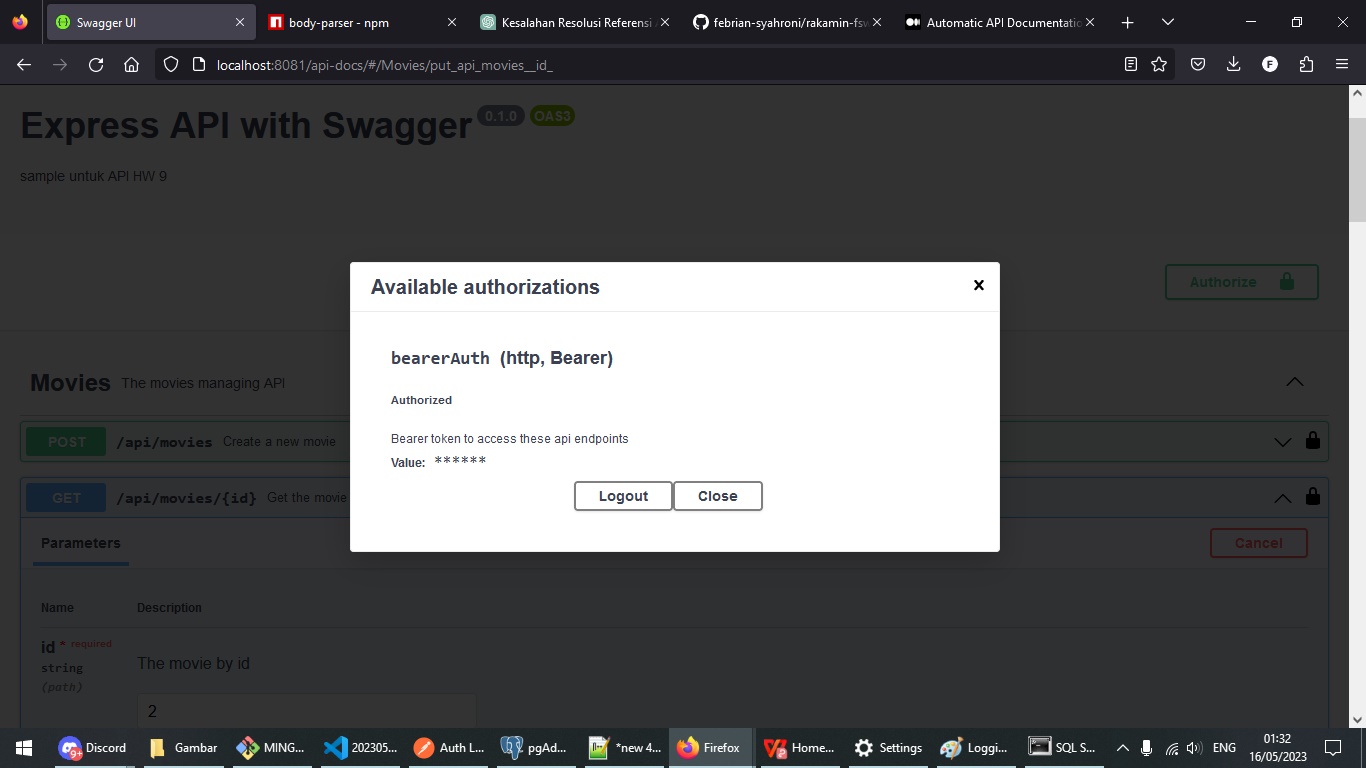 Swagger UI
body-parser - npm
Kesalahan Resolusi Referensi
febrian-syahroni/rakamin-fsw
Automatic API Documentatio
localhost:8081/api-docs/#/Movies/put_api_movies__id_
F
Express API with Swagger 0.1.0 OAS3
sample untuk API HW 9
Authorize
Available authorizations
bearerAuth (http, Bearer)
Authorized
Bearer token to access these api endpoints
Value: ******
Logout Close
Movies The movies managing API
POST /api/movies Create a new movie
GET /api/movies/{id} Get the movie
Parameters Cancel
Name Description
id * required
string
(path)
The movie by id
2
9+ Discord Gambar MING... 202305... Auth L... pgAd... *new 4... Firefox Home... Settings Loggi... SQL S... ENG 01:32
16/05/2023